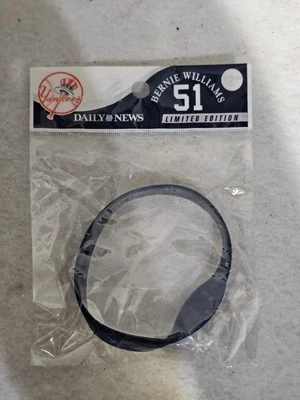 Yankees
DAILY NEWS
BERNIE WILLIAMS
51
LIMITED EDITION